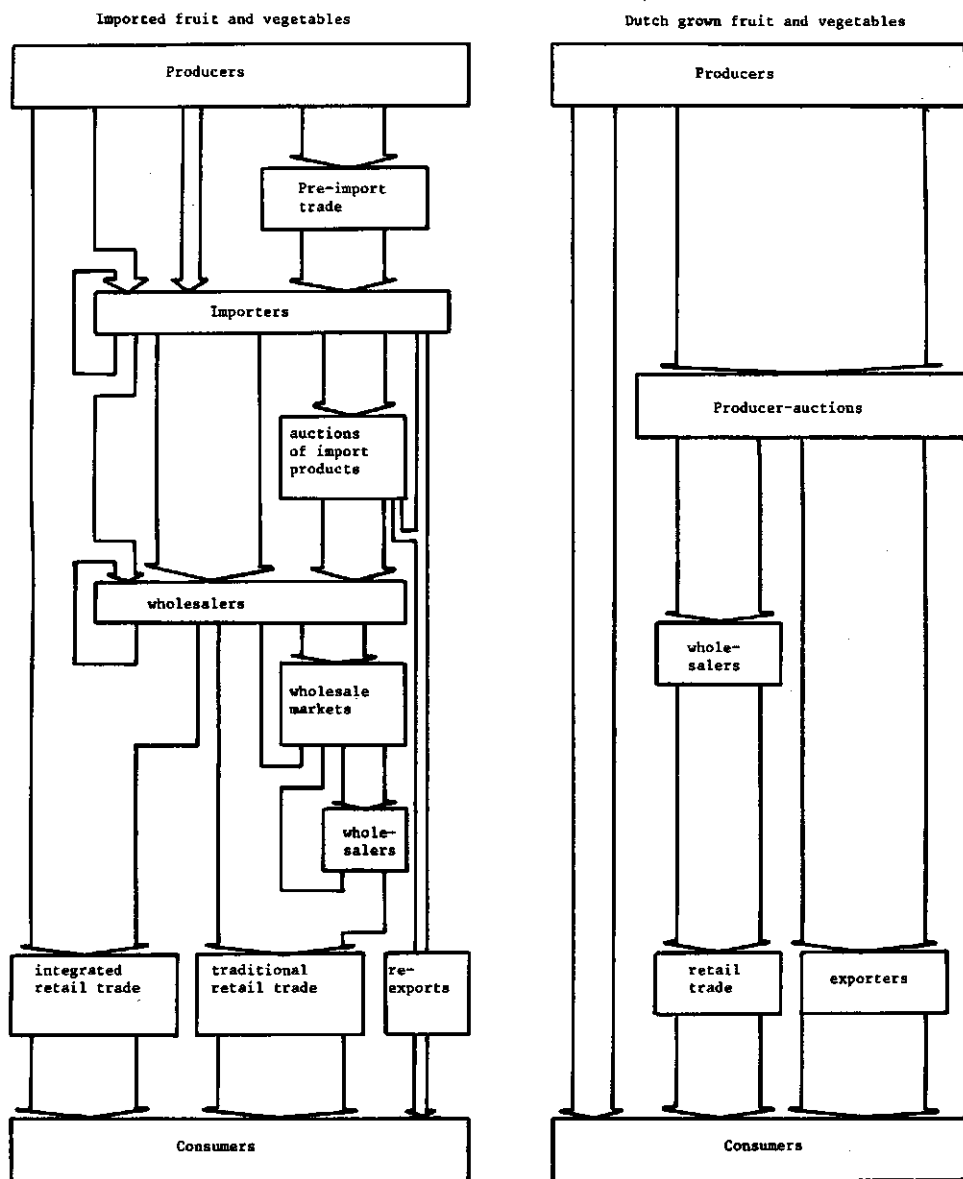 Imported fruit and vegetables
Producers
Pre-import
trade
Importers
auctions
of import
products
wholesalers
wholesale
markets
whole-
salers
integrated
retail trade
traditional
retail trade
re-
exports
Consumers
Dutch grown fruit and vegetables
Producers
Producer-auctions
whole-
salers
retail
trade
exporters
Consumers